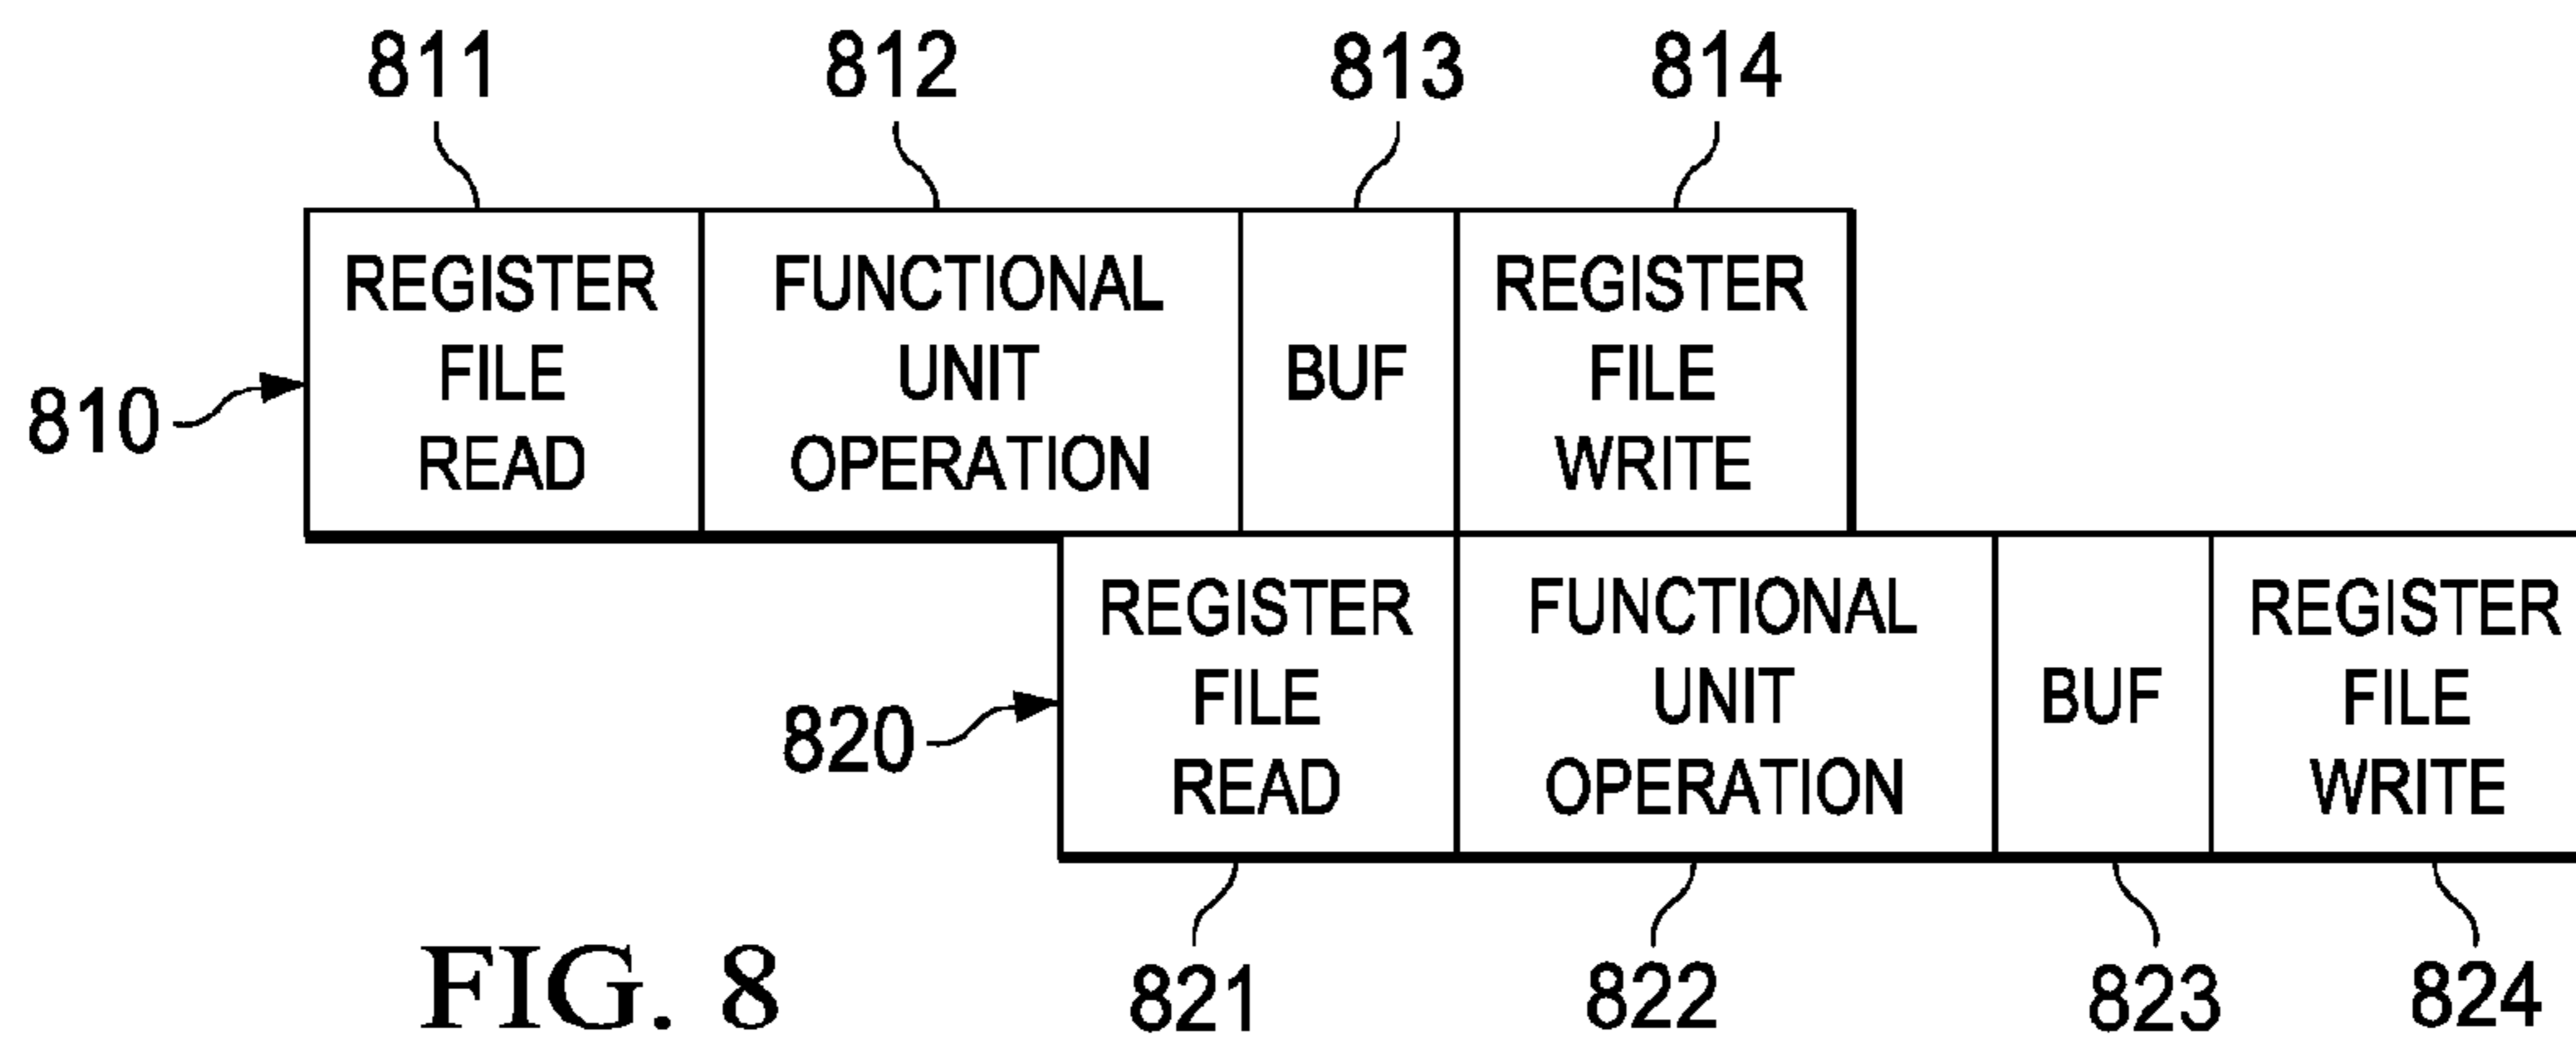 811 812 813 814
REGISTER FUNCTIONAL REGISTER
FILE UNIT BUF FILE
READ OPERATION WRITE
810
REGISTER FUNCTIONAL REGISTER
FILE UNIT BUF FILE
READ OPERATION WRITE
820
821 822 823 824
FIG. 8